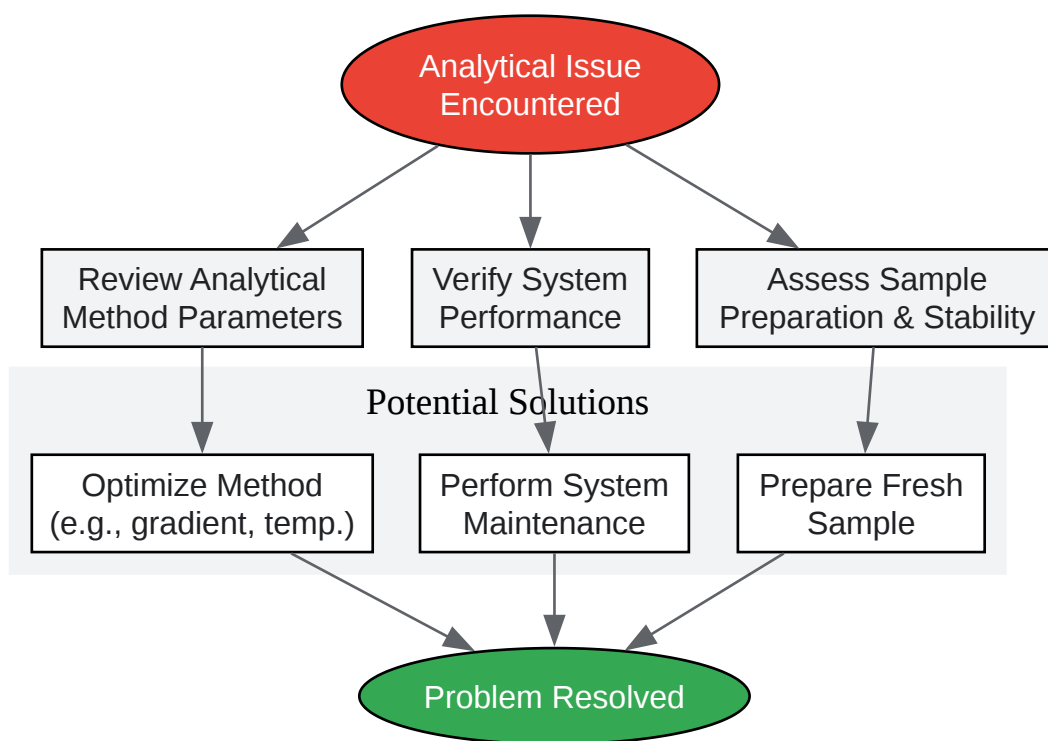 Analytical Issue
Encountered
Review Analytical
Method Parameters
Verify System
Performance
Assess Sample
Preparation & Stability
Potential Solutions
Optimize Method
(e.g., gradient, temp.)
Perform System
Maintenance
Prepare Fresh
Sample
Problem Resolved